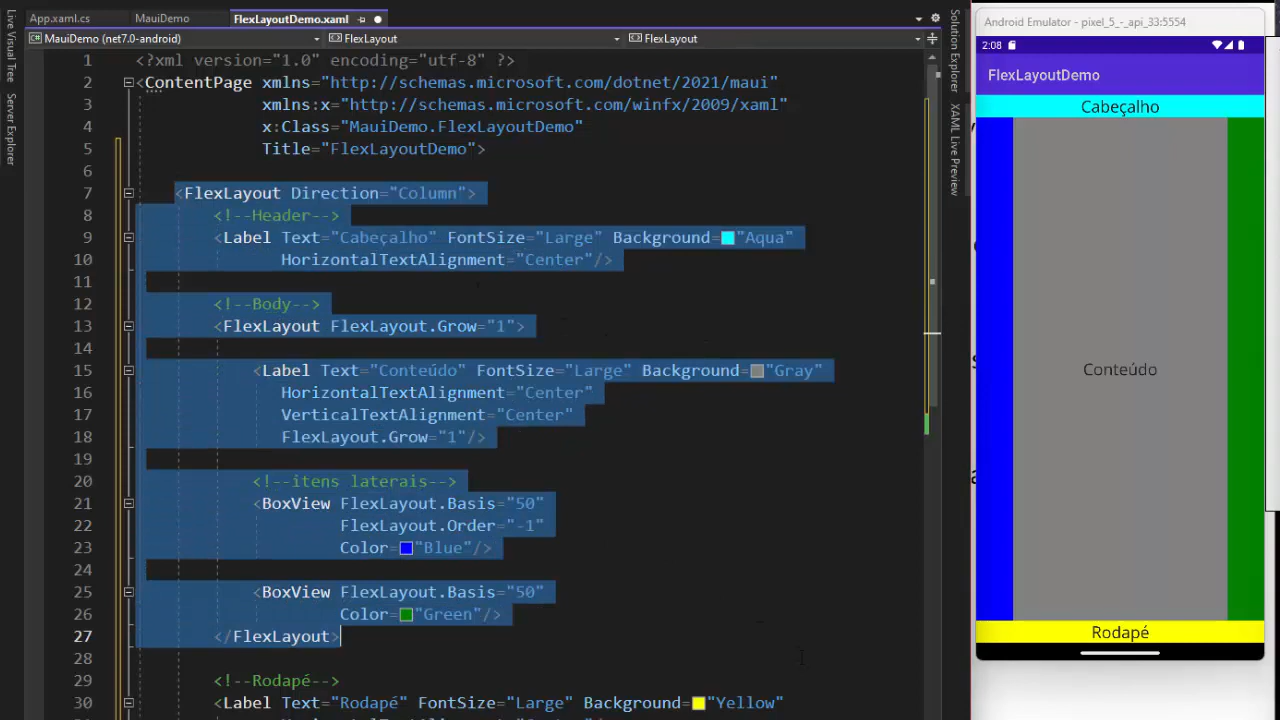 App.xaml.cs
MauiDemo
FlexLayoutDemo.xaml
MauiDemo (net7.0-android)
FlexLayout
FlexLayout
Live Visual Tree
Server Explorer
1 <?xml version="1.0" encoding="utf-8" ?>
2 <ContentPage xmlns="http://schemas.microsoft.com/dotnet/2021/maui"
3 xmlns:x="http://schemas.microsoft.com/winfx/2009/xaml"
4 x:Class="MauiDemo.FlexLayoutDemo"
5 Title="FlexLayoutDemo">
6
7 <FlexLayout Direction="Column">
8 <!--Header-->
9 <Label Text="Cabeçalho" FontSize="Large" Background="Aqua"
10 HorizontalTextAlignment="Center"/>
11
12 <!--Body-->
13 <FlexLayout FlexLayout.Grow="1">
14
15 <Label Text="Conteúdo" FontSize="Large" Background="Gray"
16 HorizontalTextAlignment="Center"
17 VerticalTextAlignment="Center"
18 FlexLayout.Grow="1"/>
19
20 <!--itens laterais-->
21 <BoxView FlexLayout.Basis="50"
22 FlexLayout.Order="-1"
23 Color="Blue"/>
24
25 <BoxView FlexLayout.Basis="50"
26 Color="Green"/>
27 </FlexLayout>
28
29 <!--Rodapé-->
30 <Label Text="Rodapé" FontSize="Large" Background="Yellow"
Solution Explorer
XAML Live Preview
Android Emulator - pixel_5_-_api_33:5554
2:08
FlexLayoutDemo
Cabeçalho
Conteúdo
Rodapé